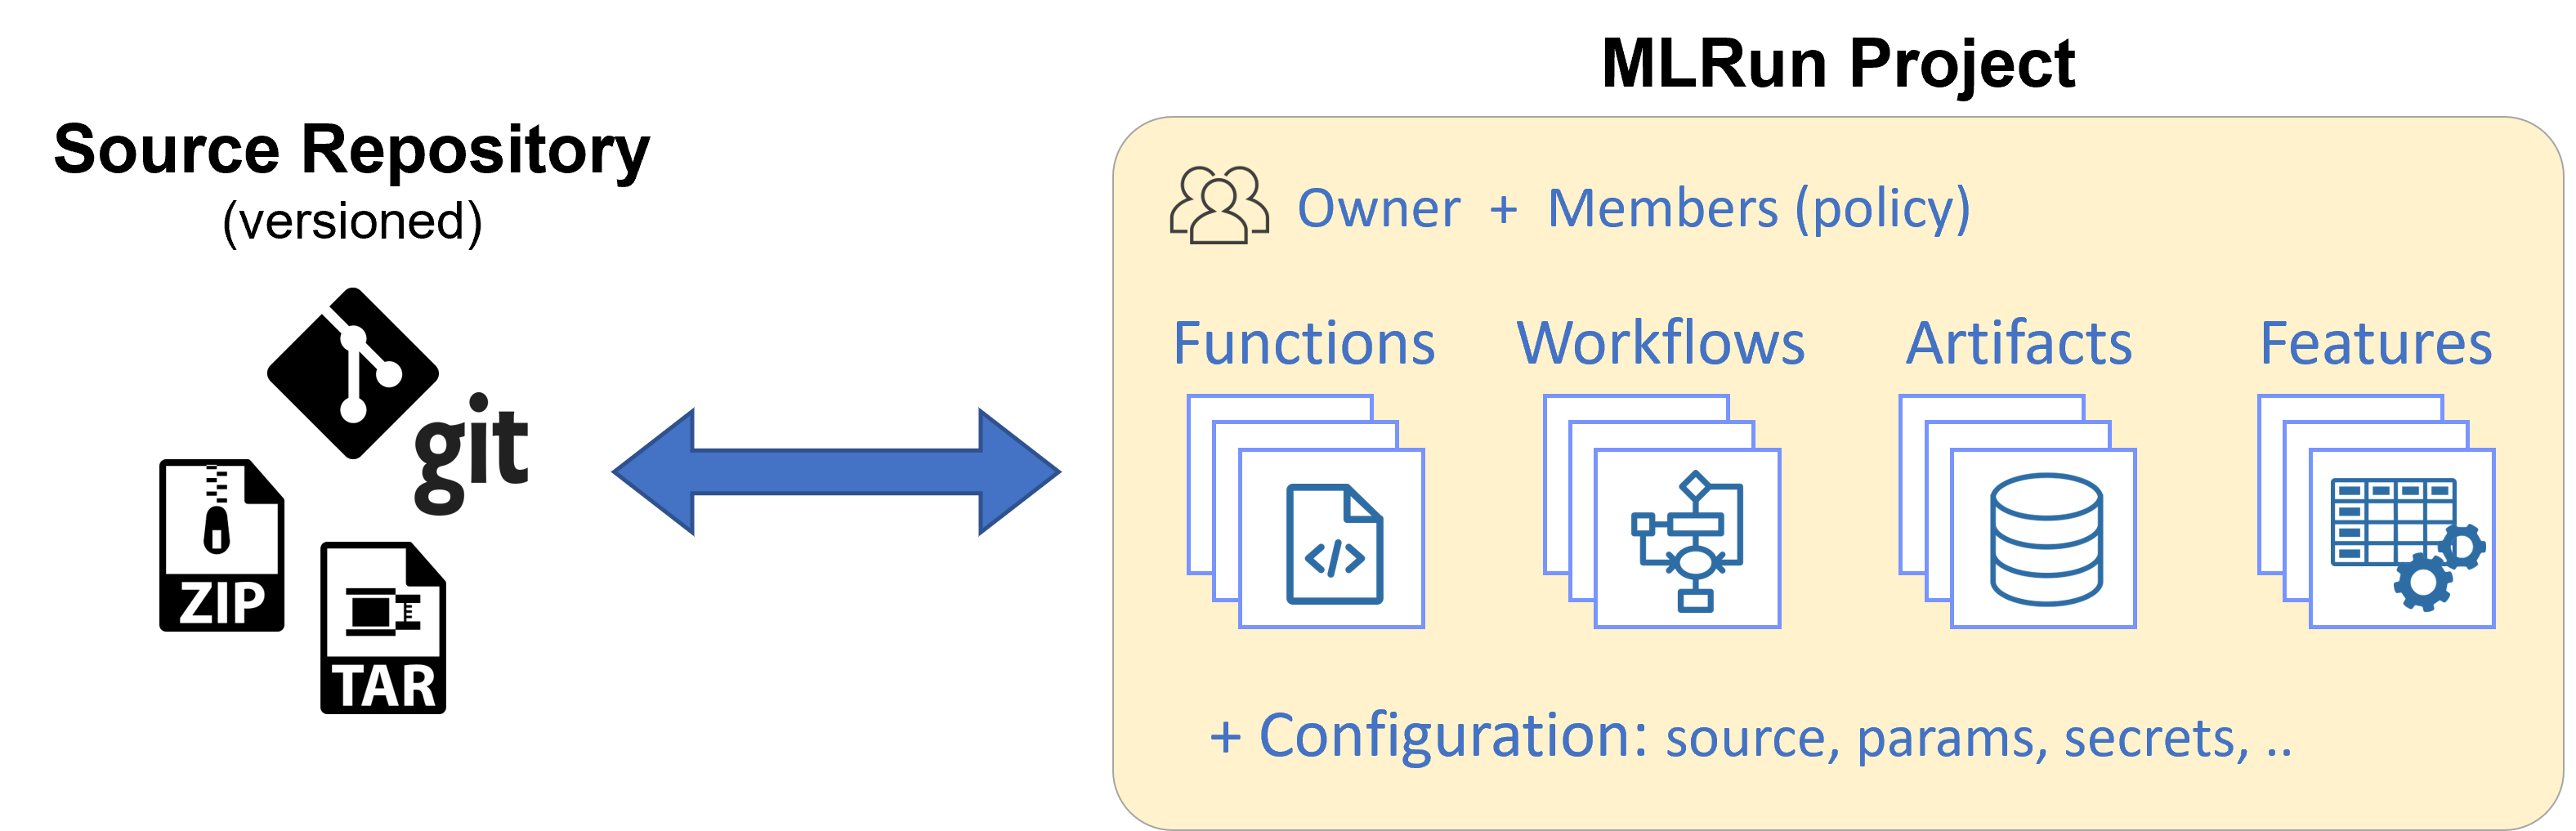 MLRun Project
Source Repository
(versioned)
git
ZIP
TAR
Owner + Members (policy)
Functions Workflows Artifacts Features
</>
+ Configuration: source, params, secrets, ..